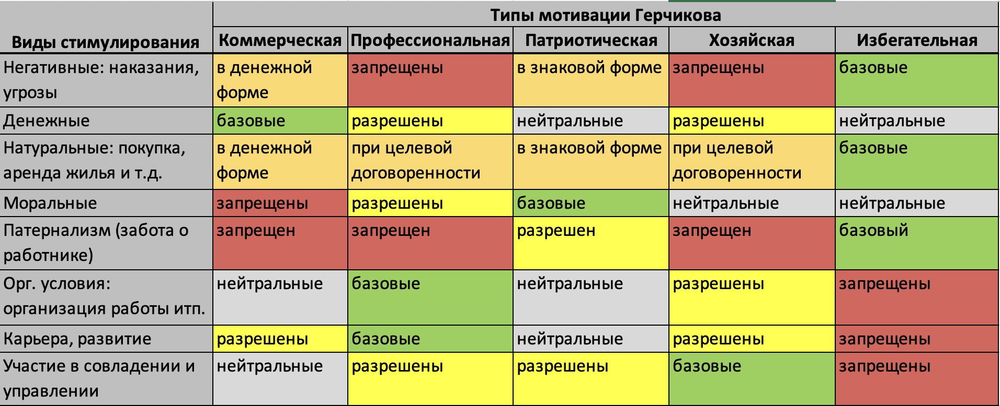 Типы мотивации Герчикова
Виды стимулирования Коммерческая Профессиональная Патриотическая Хозяйская Избегательная
Негативные: наказания, в денежной запрещены в знаковой форме запрещены базовые
угрозы форме
Денежные базовые разрешены нейтральные разрешены нейтральные
Натуральные: покупка, в денежной при целевой в знаковой форме при целевой базовые
аренда жилья и т.д. форме договоренности договоренности
Моральные запрещены разрешены базовые нейтральные нейтральные
Патернализм (забота о запрещен запрещен разрешен запрещен базовый
работнике)
Орг. условия: нейтральные базовые нейтральные разрешены запрещены
организация работы итп.
Карьера, развитие разрешены базовые нейтральные разрешены запрещены
Участие в совладении и нейтральные разрешены разрешены базовые запрещены
управлении